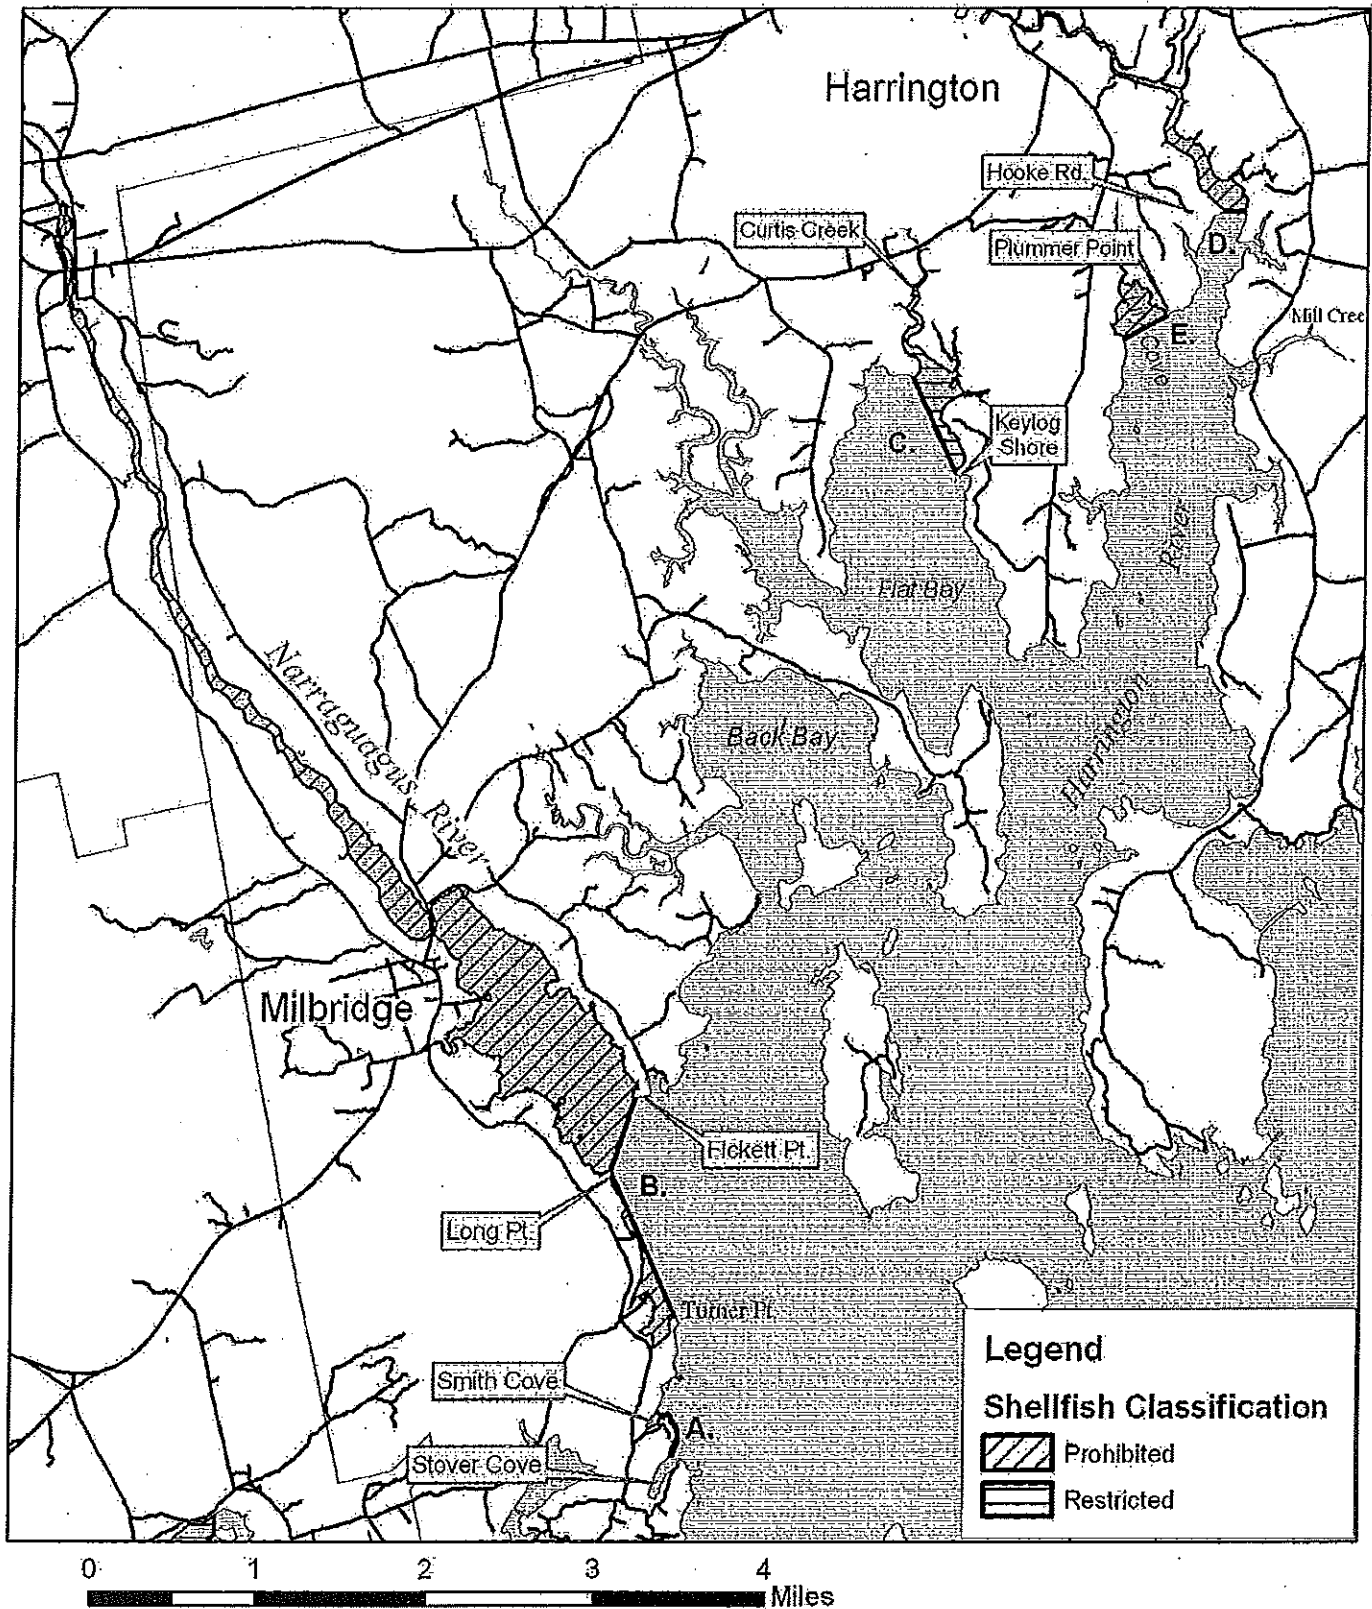 Harrington
Hooke Rd.
Curtis Creek
D.
Plummer Point
Mill Cree
E.
Cove
Keylog
Shore
C.
River
Flat Bay
Narraguagus River
Back Bay
Harrington
Milbridge
Fickett Pt.
B.
Long Pt.
Turner Pt.
Legend
Smith Cove
Shellfish Classification
A.
Prohibited
Stover Cove
Restricted
0 1 2 3 4
Miles